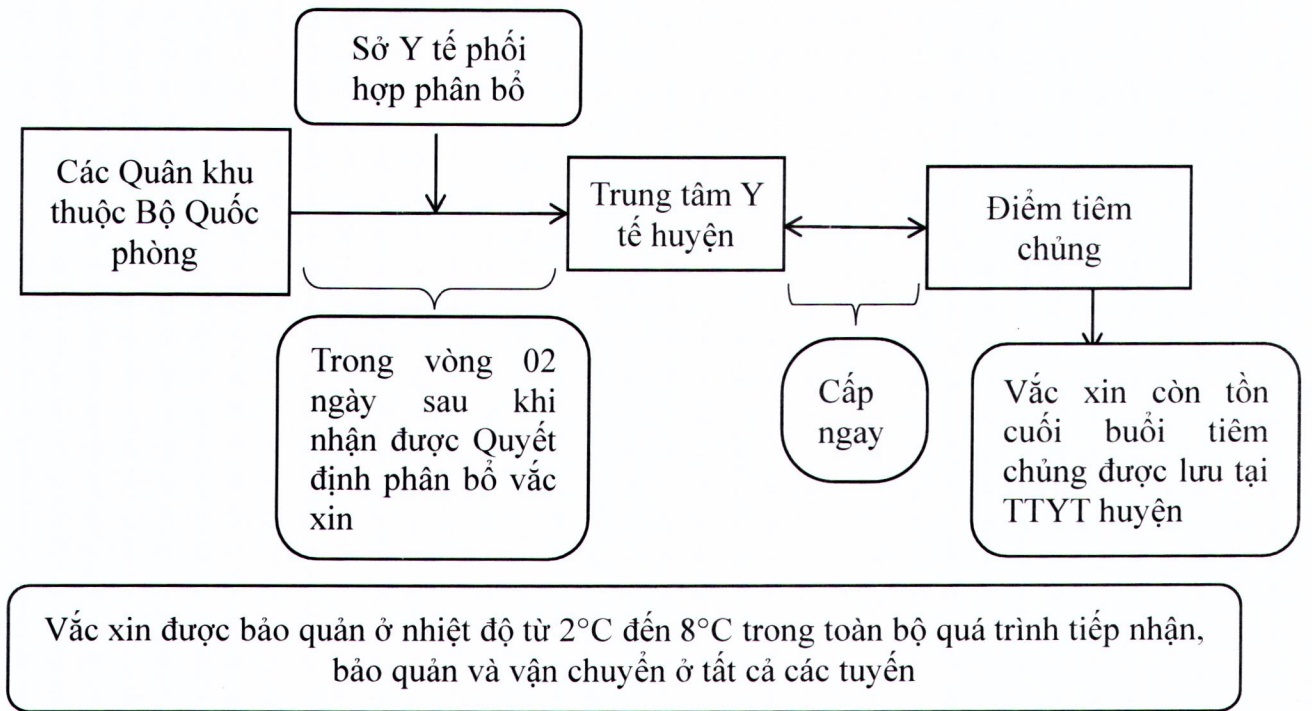 Sở Y tế phối
hợp phân bổ
Các Quân khu
thuộc Bộ Quốc
phòng
Trung tâm Y
tế huyện
Điểm tiêm
chủng
Trong vòng 02
ngày sau khi
nhận được Quyết
định phân bổ vắc
xin
Cấp
ngay
Vắc xin còn tồn
cuối buổi tiêm
chủng được lưu tại
TTYT huyện
Vắc xin được bảo quản ở nhiệt độ từ 2°C đến 8°C trong toàn bộ quá trình tiếp nhận,
bảo quản và vận chuyển ở tất cả các tuyến